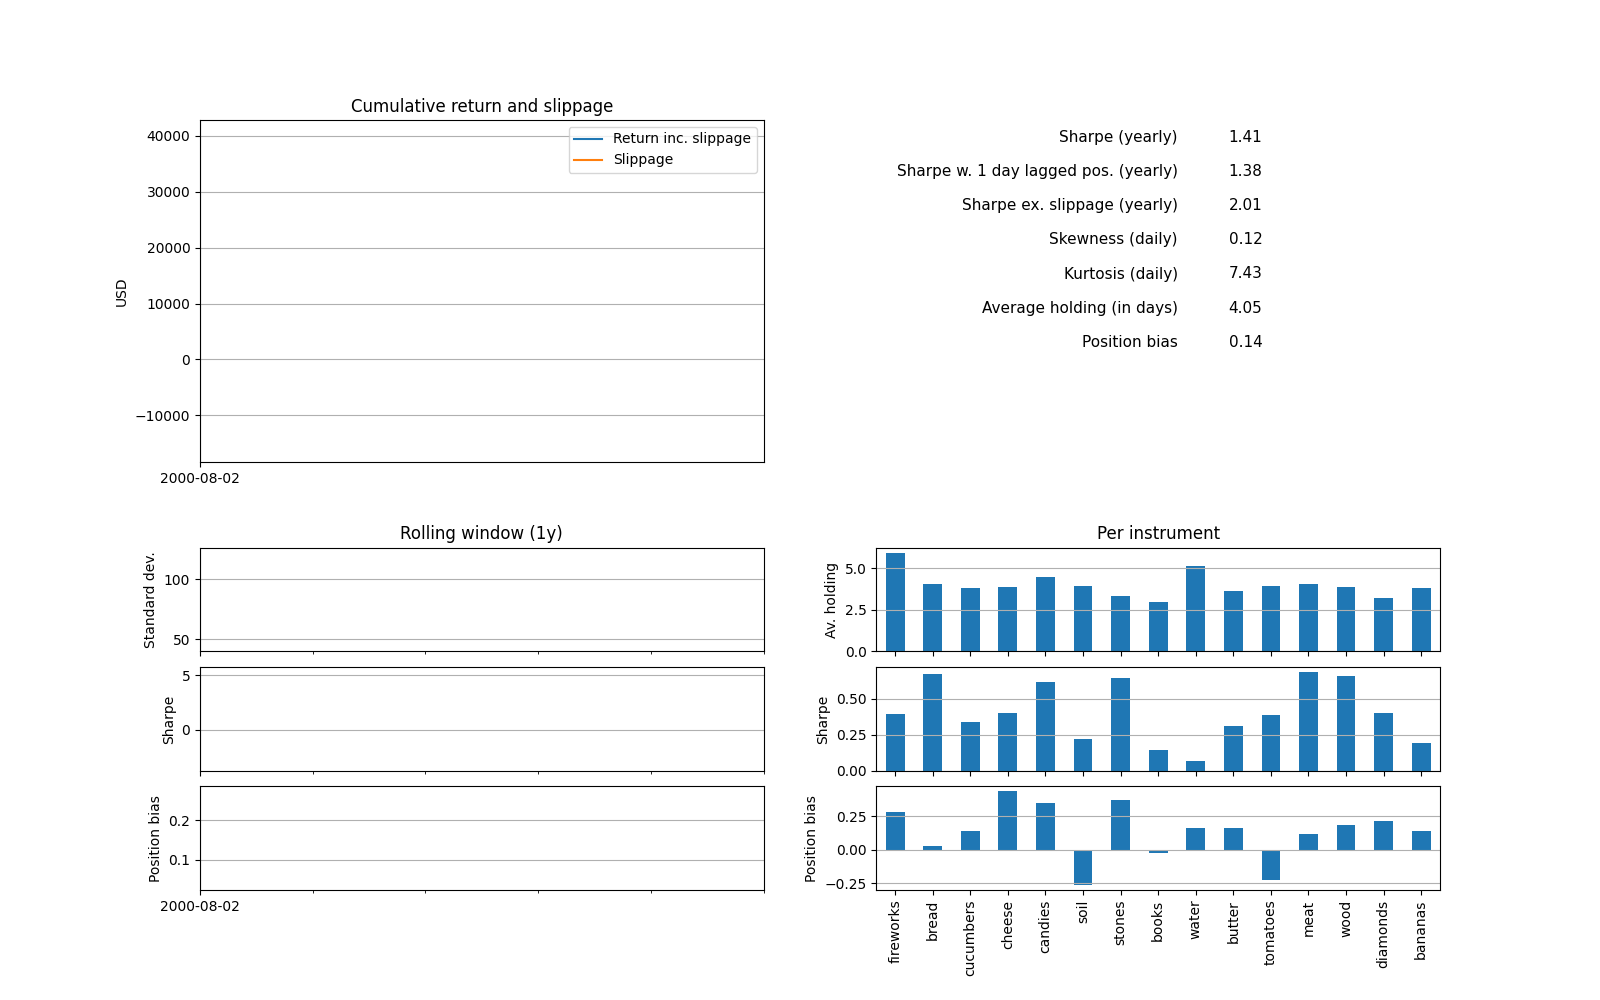 Cumulative return and slippage
USD
40000
30000
20000
10000
0
−10000
2000-08-02
Return inc. slippage
Slippage
Sharpe (yearly) 1.41
Sharpe w. 1 day lagged pos. (yearly) 1.38
Sharpe ex. slippage (yearly) 2.01
Skewness (daily) 0.12
Kurtosis (daily) 7.43
Average holding (in days) 4.05
Position bias 0.14
Rolling window (1y)
Standard dev.
100
50
Sharpe
5
0
Position bias
0.2
0.1
2000-08-02
Per instrument
Av. holding
5.0
2.5
0.0
Sharpe
0.50
0.25
0.00
Position bias
0.25
0.00
−0.25
fireworks
bread
cucumbers
cheese
candies
soil
stones
books
water
butter
tomatoes
meat
wood
diamonds
bananas